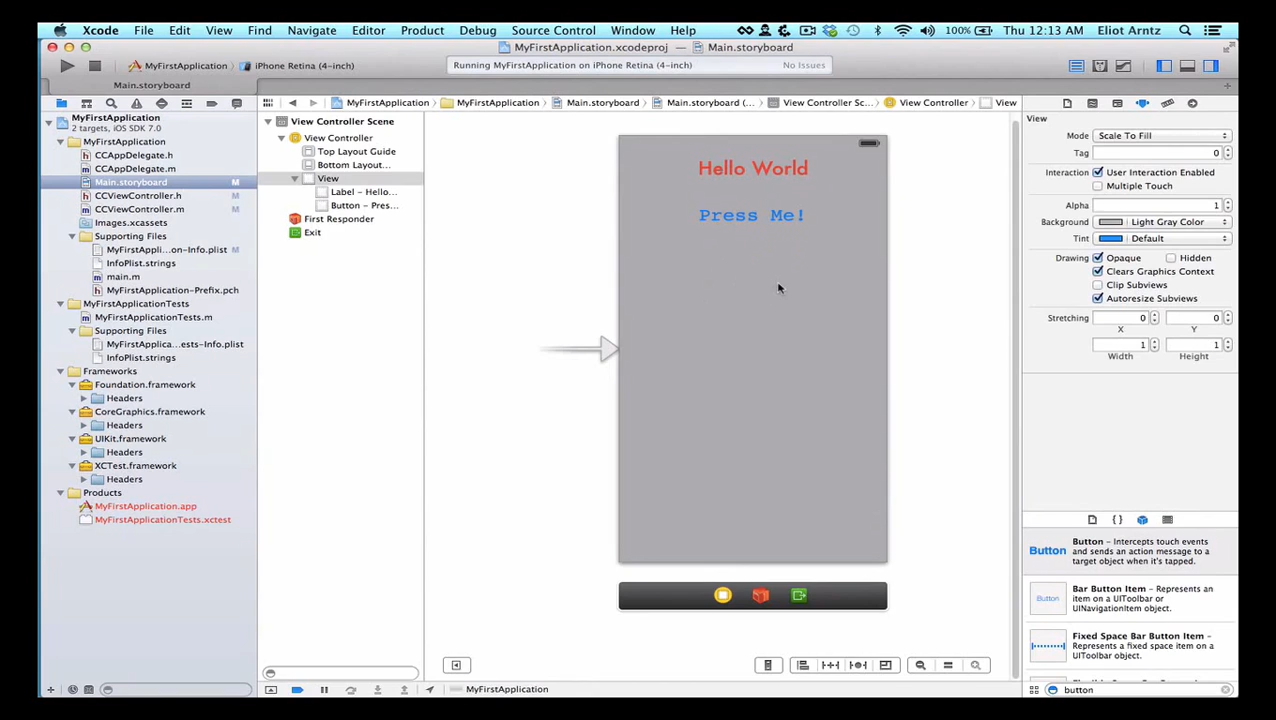 Xcode File Edit View Find Navigate Editor Product Debug Source Control Window Help 100% Thu 12:13 AM Eliot Arntz
MyFirstApplication.xcodeproj — Main.storyboard
MyFirstApplication iPhone Retina (4-inch) Running MyFirstApplication on iPhone Retina (4-inch) No Issues
Main.storyboard
MyFirstApplication MyFirstApplication Main.storyboard Main.storyboard (... View Controller Sce... View Controller View
MyFirstApplication
2 targets, iOS SDK 7.0
MyFirstApplication
CCAppDelegate.h
CCAppDelegate.m
Main.storyboard M
CCViewController.h M
CCViewController.m M
Images.xcassets
Supporting Files
MyFirstAppli...on-Info.plist M
InfoPlist.strings
main.m
MyFirstApplication-Prefix.pch
MyFirstApplicationTests
MyFirstApplicationTests.m
Supporting Files
MyFirstApplica...ests-Info.plist
InfoPlist.strings
Frameworks
Foundation.framework
Headers
CoreGraphics.framework
Headers
UIKit.framework
Headers
XCTest.framework
Headers
Products
MyFirstApplication.app
MyFirstApplicationTests.xctest
View Controller Scene
View Controller
Top Layout Guide
Bottom Layout...
View
Label – Hello...
Button – Pres...
First Responder
Exit
Hello World
Press Me!
MyFirstApplication
View
Mode Scale To Fill
Tag 0
Interaction User Interaction Enabled
Multiple Touch
Alpha 1
Background Light Gray Color
Tint Default
Drawing Opaque Hidden
Clears Graphics Context
Clip Subviews
Autoresize Subviews
Stretching 0 0
X Y
1 1
Width Height
Button
Button – Intercepts touch events
and sends an action message to a
target object when it's tapped.
Button
Bar Button Item – Represents an
item on a UIToolbar or
UINavigationItem object.
Fixed Space Bar Button Item –
Represents a fixed space item on a
UIToolbar object.
button